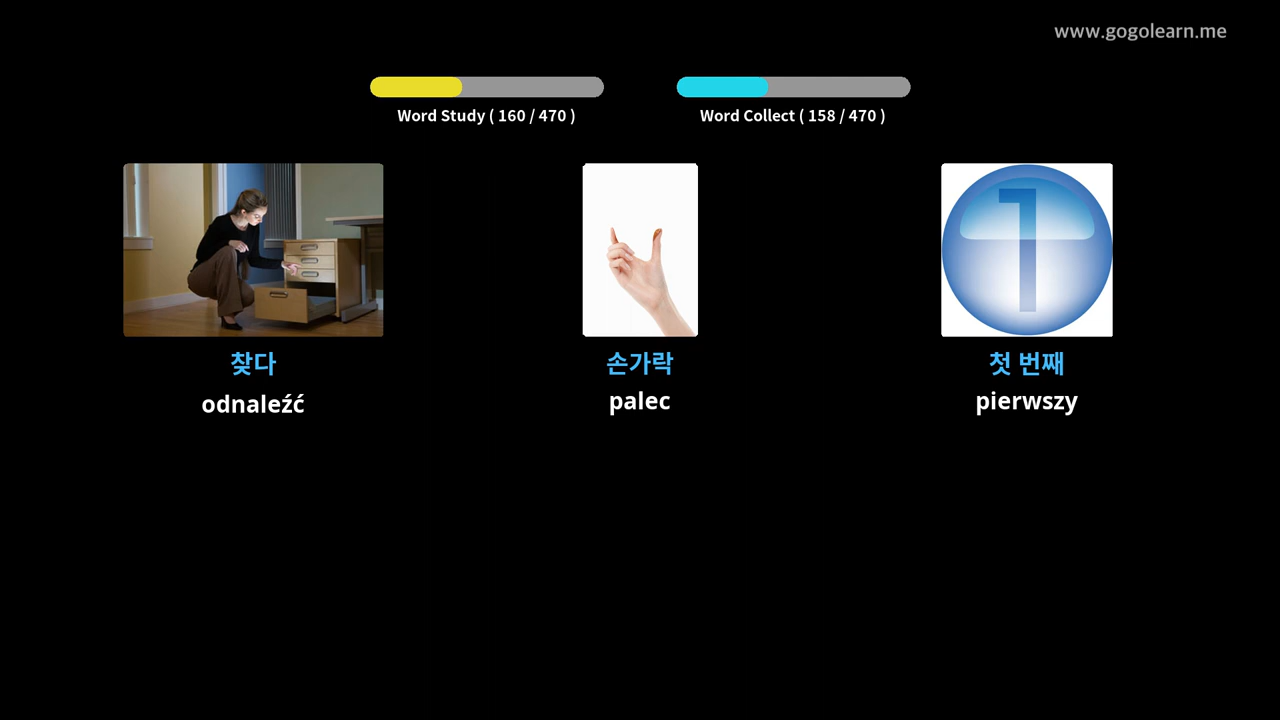 www.gogolearn.me
Word Study ( 160 / 470 )
Word Collect ( 158 / 470 )
찾다
손가락
첫 번째
odnaleźć
palec
pierwszy